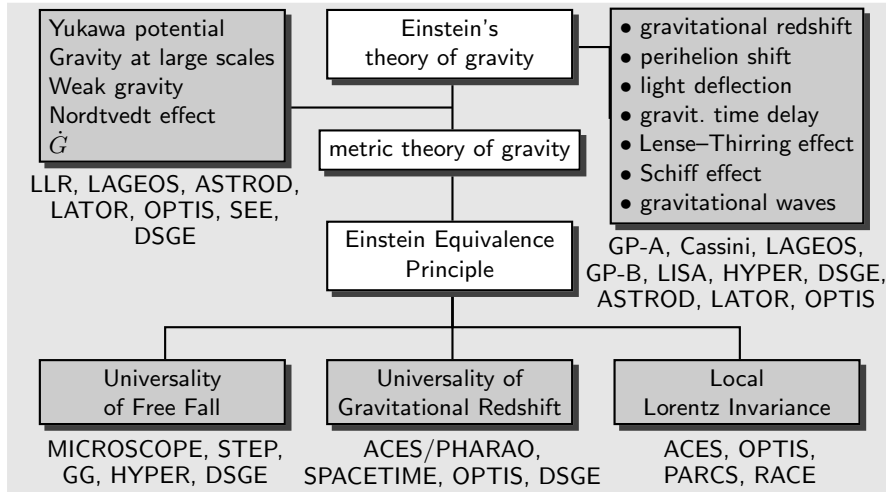 Yukawa potential
Gravity at large scales
Weak gravity
Nordtvedt effect
Ġ
LLR, LAGEOS, ASTROD,
LATOR, OPTIS, SEE,
DSGE
Einstein's
theory of gravity
metric theory of gravity
Einstein Equivalence
Principle
• gravitational redshift
• perihelion shift
• light deflection
• gravit. time delay
• Lense–Thirring effect
• Schiff effect
• gravitational waves
GP-A, Cassini, LAGEOS,
GP-B, LISA, HYPER, DSGE,
ASTROD, LATOR, OPTIS
Universality
of Free Fall
MICROSCOPE, STEP,
GG, HYPER, DSGE
Universality of
Gravitational Redshift
ACES/PHARAO,
SPACETIME, OPTIS, DSGE
Local
Lorentz Invariance
ACES, OPTIS,
PARCS, RACE